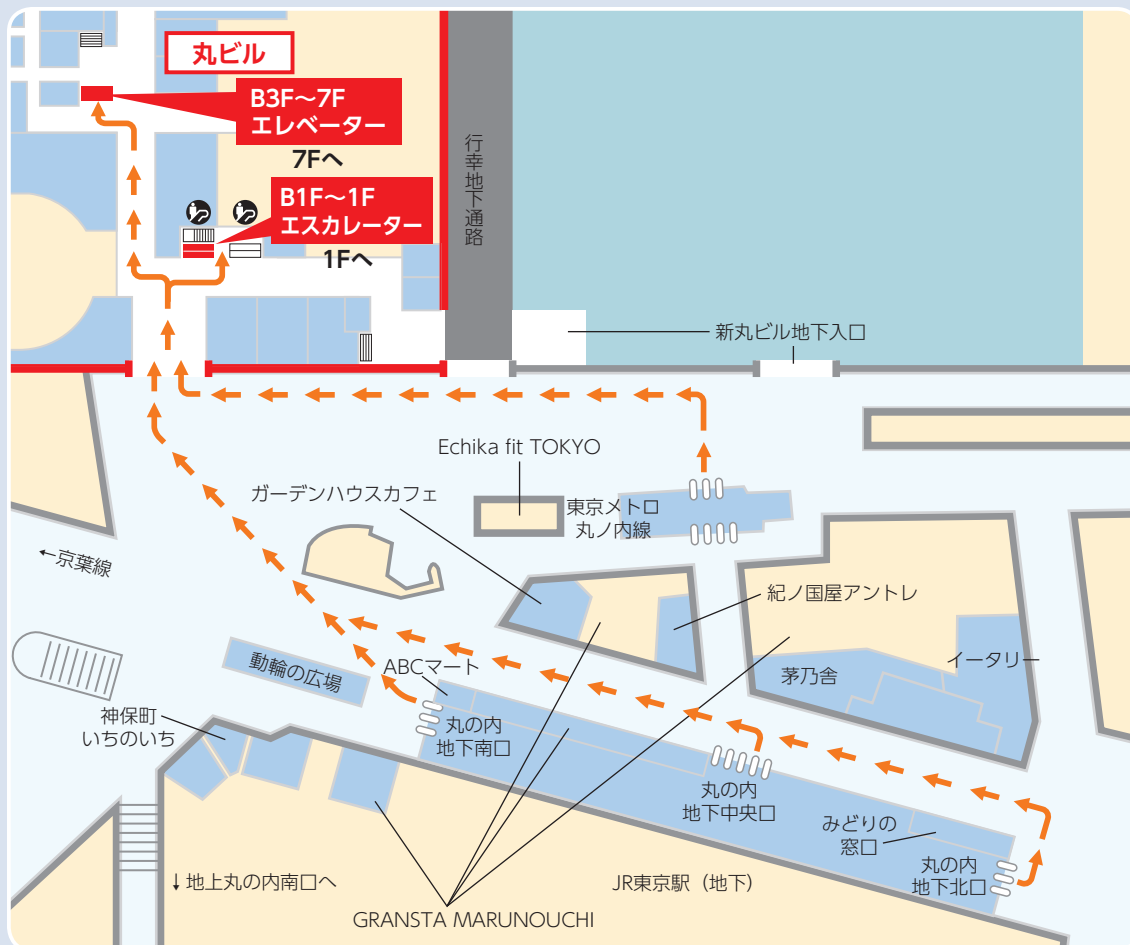 丸ビル
B3F～7F
エレベーター
7Fへ
B1F～1F
エスカレーター
1Fへ
行幸地下通路
新丸ビル地下入口
Echika fit TOKYO
ガーデンハウスカフェ
東京メトロ
丸ノ内線
←京葉線
紀ノ国屋アントレ
動輪の広場
ABCマート
茅乃舎
イータリー
神保町
いちのいち
丸の内
地下南口
丸の内
地下中央口
みどりの
窓口
丸の内
地下北口
↓地上丸の内南口へ
JR東京駅（地下）
GRANSTA MARUNOUCHI